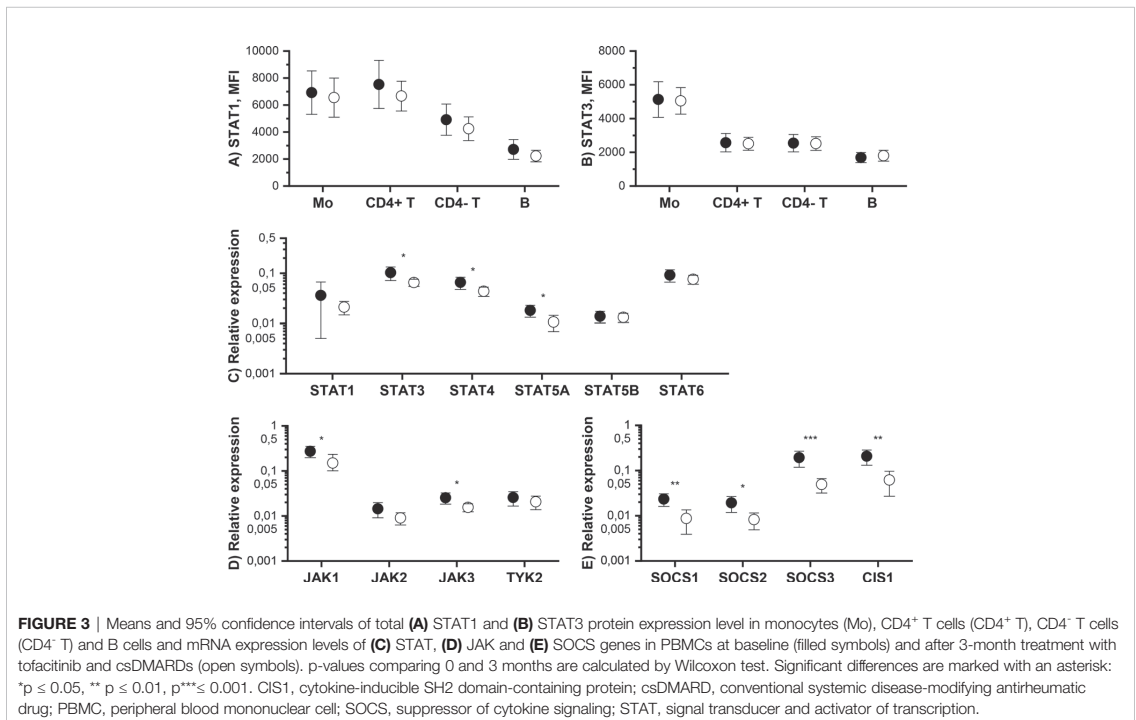 A) STAT1, MFI
10000
8000
6000
4000
2000
0
Mo CD4+ T CD4- T B
B) STAT3, MFI
8000
6000
4000
2000
0
Mo CD4+ T CD4- T B
C) Relative expression
0,5
0,1
0,05
0,01
0,005
0,001
* * *
STAT1 STAT3 STAT4 STAT5A STAT5B STAT6
D) Relative expression
1
0,5
0,1
0,05
0,01
0,005
0,001
* *
JAK1 JAK2 JAK3 TYK2
E) Relative expression
1
0,5
0,1
0,05
0,01
0,005
0,001
** * *** **
SOCS1 SOCS2 SOCS3 CIS1
FIGURE 3 | Means and 95% confidence intervals of total (A) STAT1 and (B) STAT3 protein expression level in monocytes (Mo), CD4⁺ T cells (CD4⁺ T), CD4⁻ T cells
(CD4⁻ T) and B cells and mRNA expression levels of (C) STAT, (D) JAK and (E) SOCS genes in PBMCs at baseline (filled symbols) and after 3-month treatment with
tofacitinib and csDMARDs (open symbols). p-values comparing 0 and 3 months are calculated by Wilcoxon test. Significant differences are marked with an asterisk:
*p ≤ 0.05, ** p ≤ 0.01, p***≤ 0.001. CIS1, cytokine-inducible SH2 domain-containing protein; csDMARD, conventional systemic disease-modifying antirheumatic
drug; PBMC, peripheral blood mononuclear cell; SOCS, suppressor of cytokine signaling; STAT, signal transducer and activator of transcription.